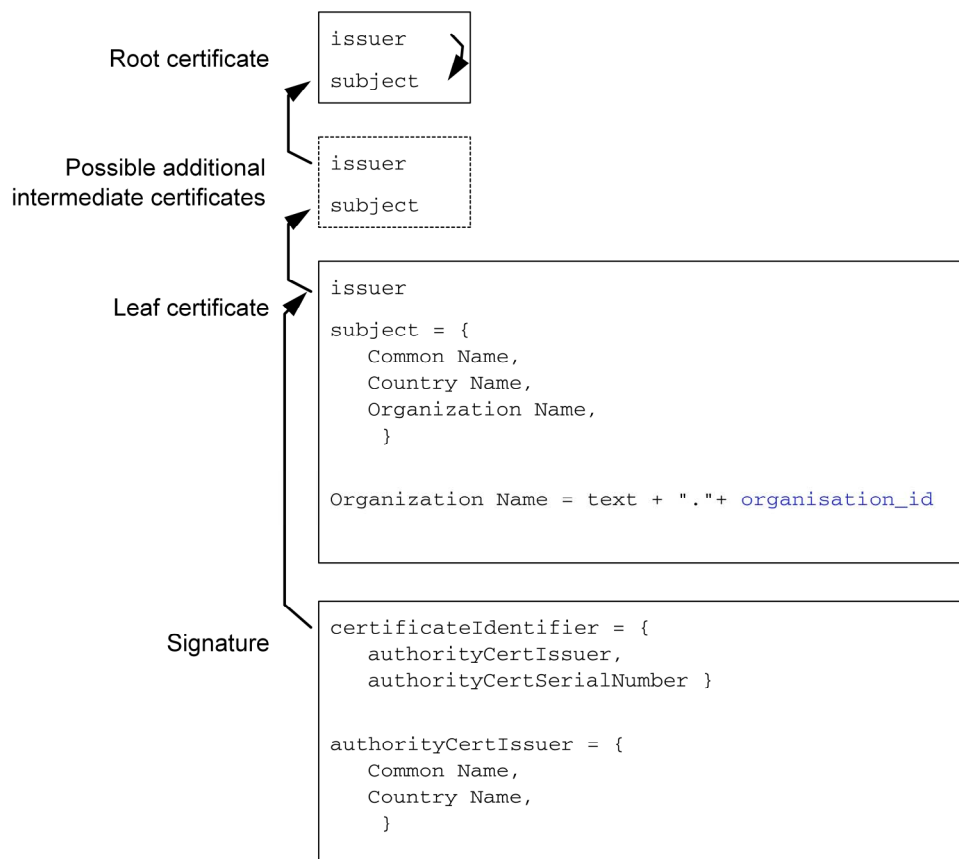 Root certificate
issuer
subject
Possible additional
intermediate certificates
issuer
subject
Leaf certificate
issuer
subject = {
Common Name,
Country Name,
Organization Name,
}
Organization Name = text + "."+ organisation_id
Signature
certificateIdentifier = {
authorityCertIssuer,
authorityCertSerialNumber }
authorityCertIssuer = {
Common Name,
Country Name,
}